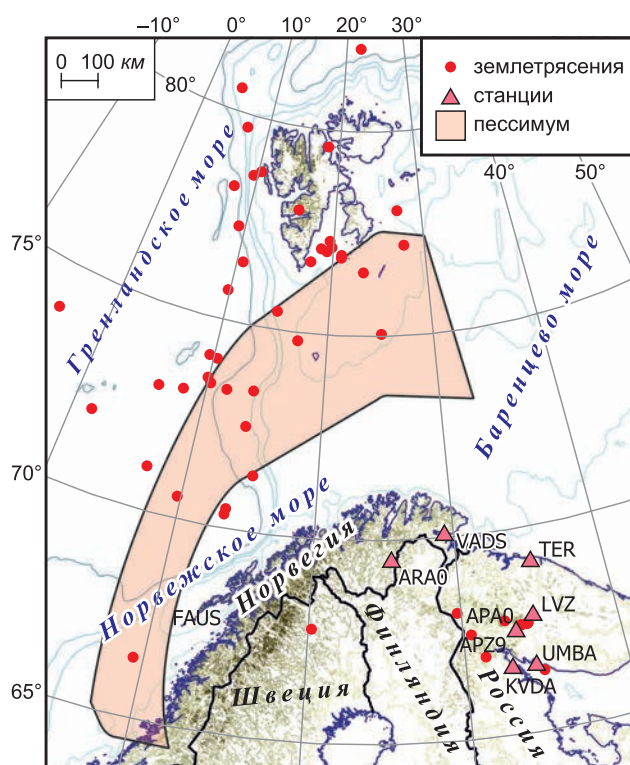 –10° 0° 10° 20° 30°
0 100 км
80°
землетрясения
станции
пессимум
40° 50°
75°
Гренландское море
Баренцево море
70°
Норвежское море
Норвегия
VADS
TER
ARA0
FAUS
Финляндия
APA0
LVZ
APZ9
UMBA
KVDA
Швеция
Россия
65°